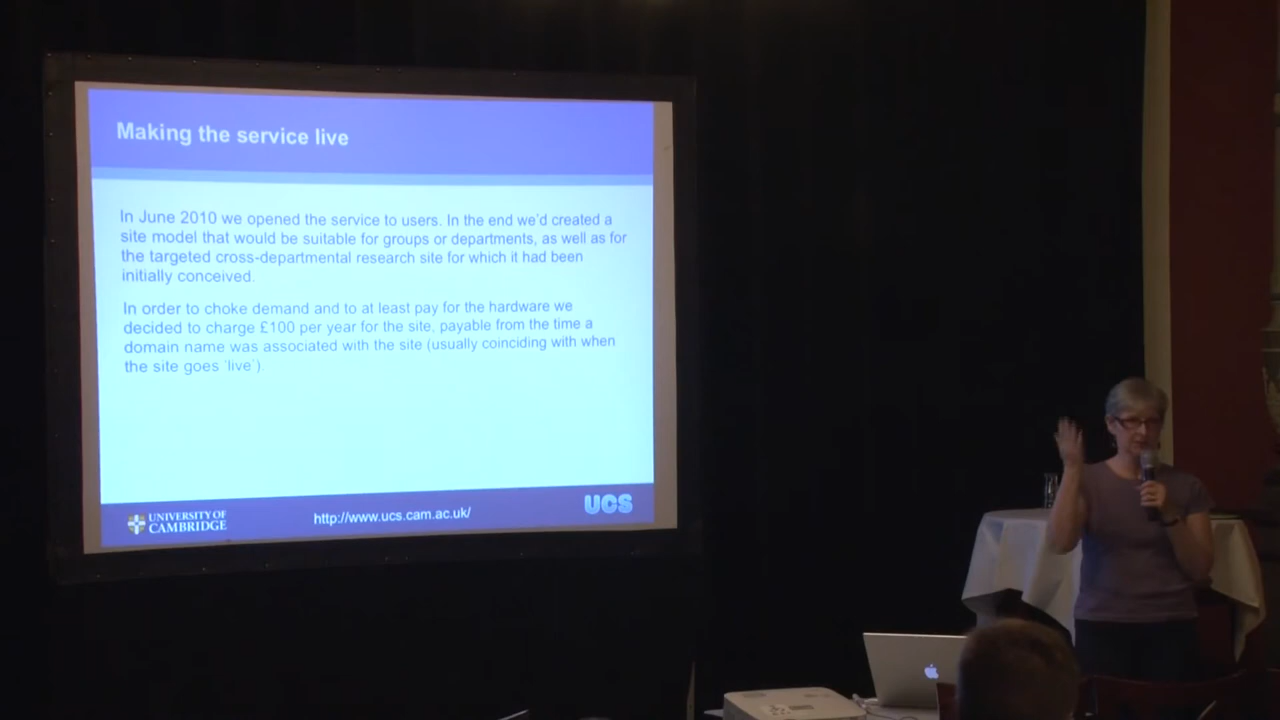 Making the service live
In June 2010 we opened the service to users. In the end we'd created a
site model that would be suitable for groups or departments, as well as for
the targeted cross-departmental research site for which it had been
initially conceived.
In order to choke demand and to at least pay for the hardware we
decided to charge £100 per year for the site, payable from the time a
domain name was associated with the site (usually coinciding with when
the site goes 'live').
UNIVERSITY OF
CAMBRIDGE
http://www.ucs.cam.ac.uk/
UCS